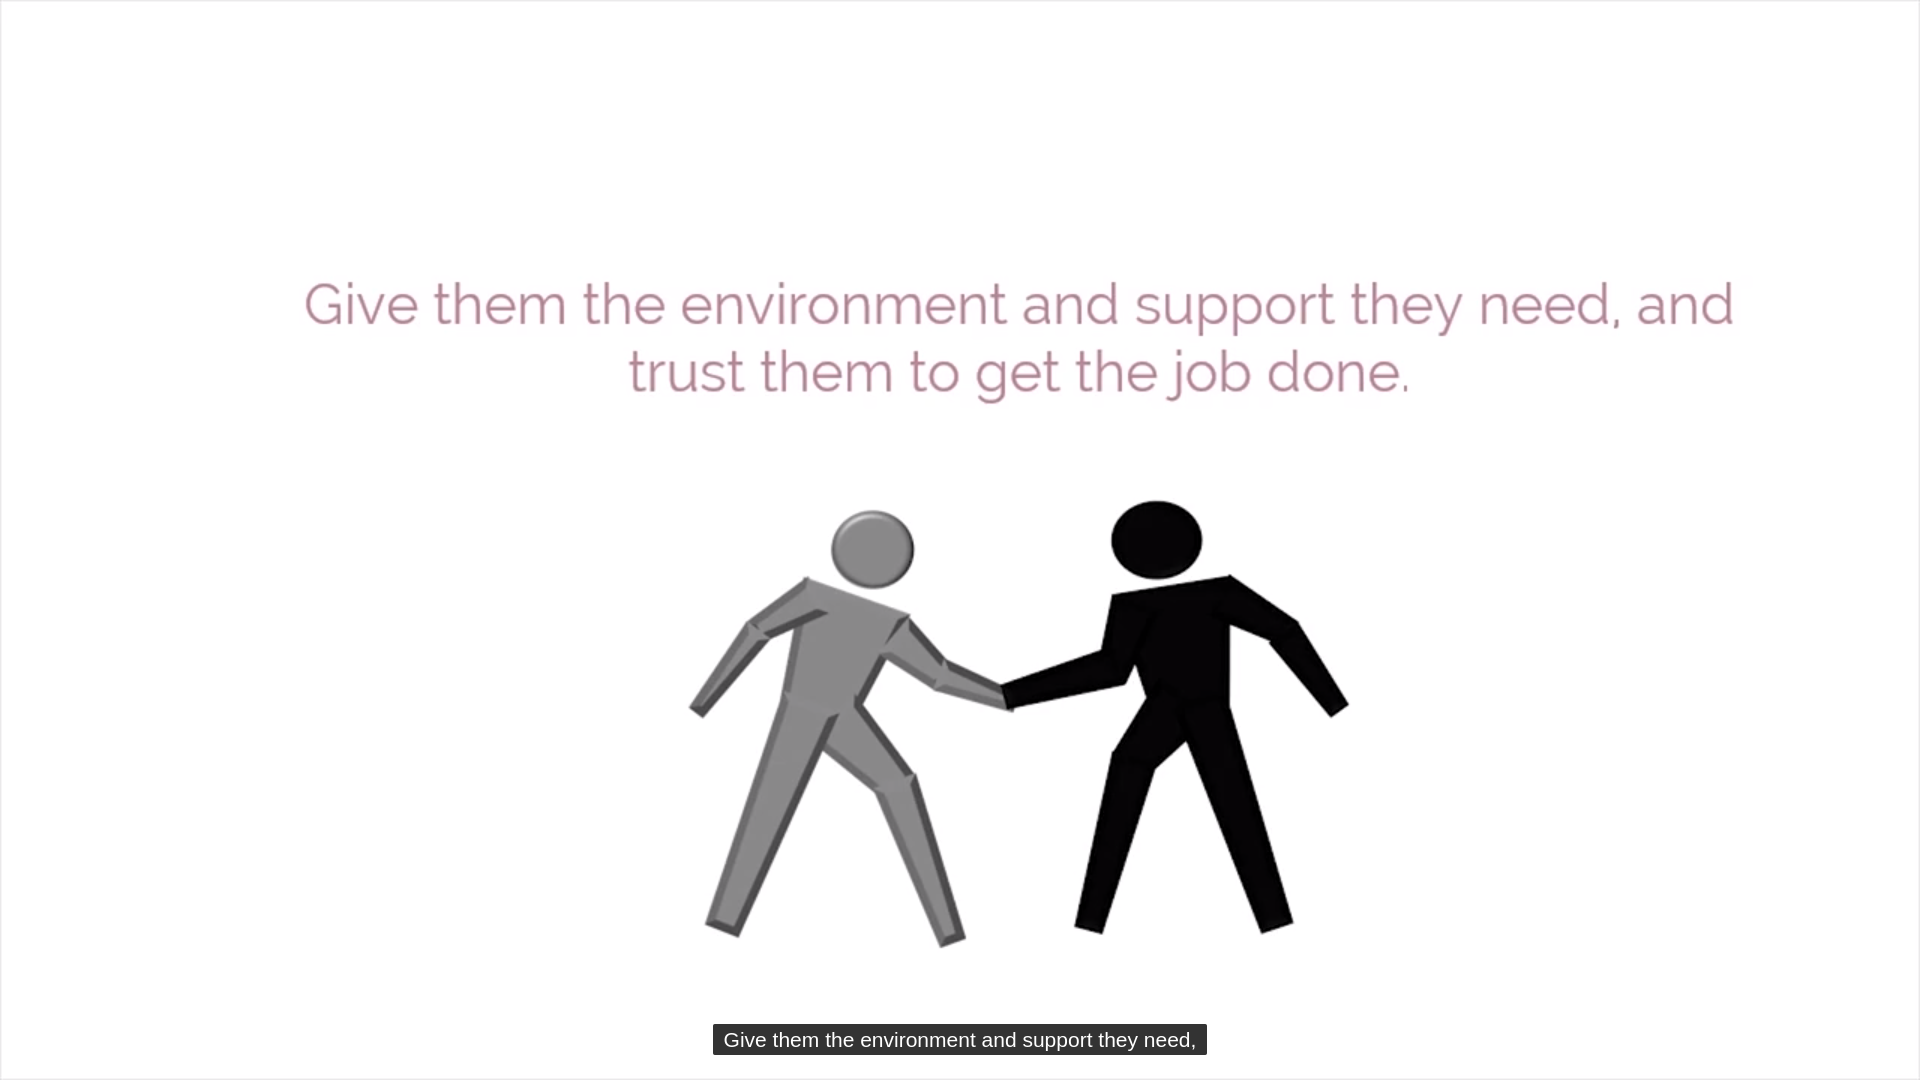 Give them the environment and support they need, and
trust them to get the job done.
Give them the environment and support they need,